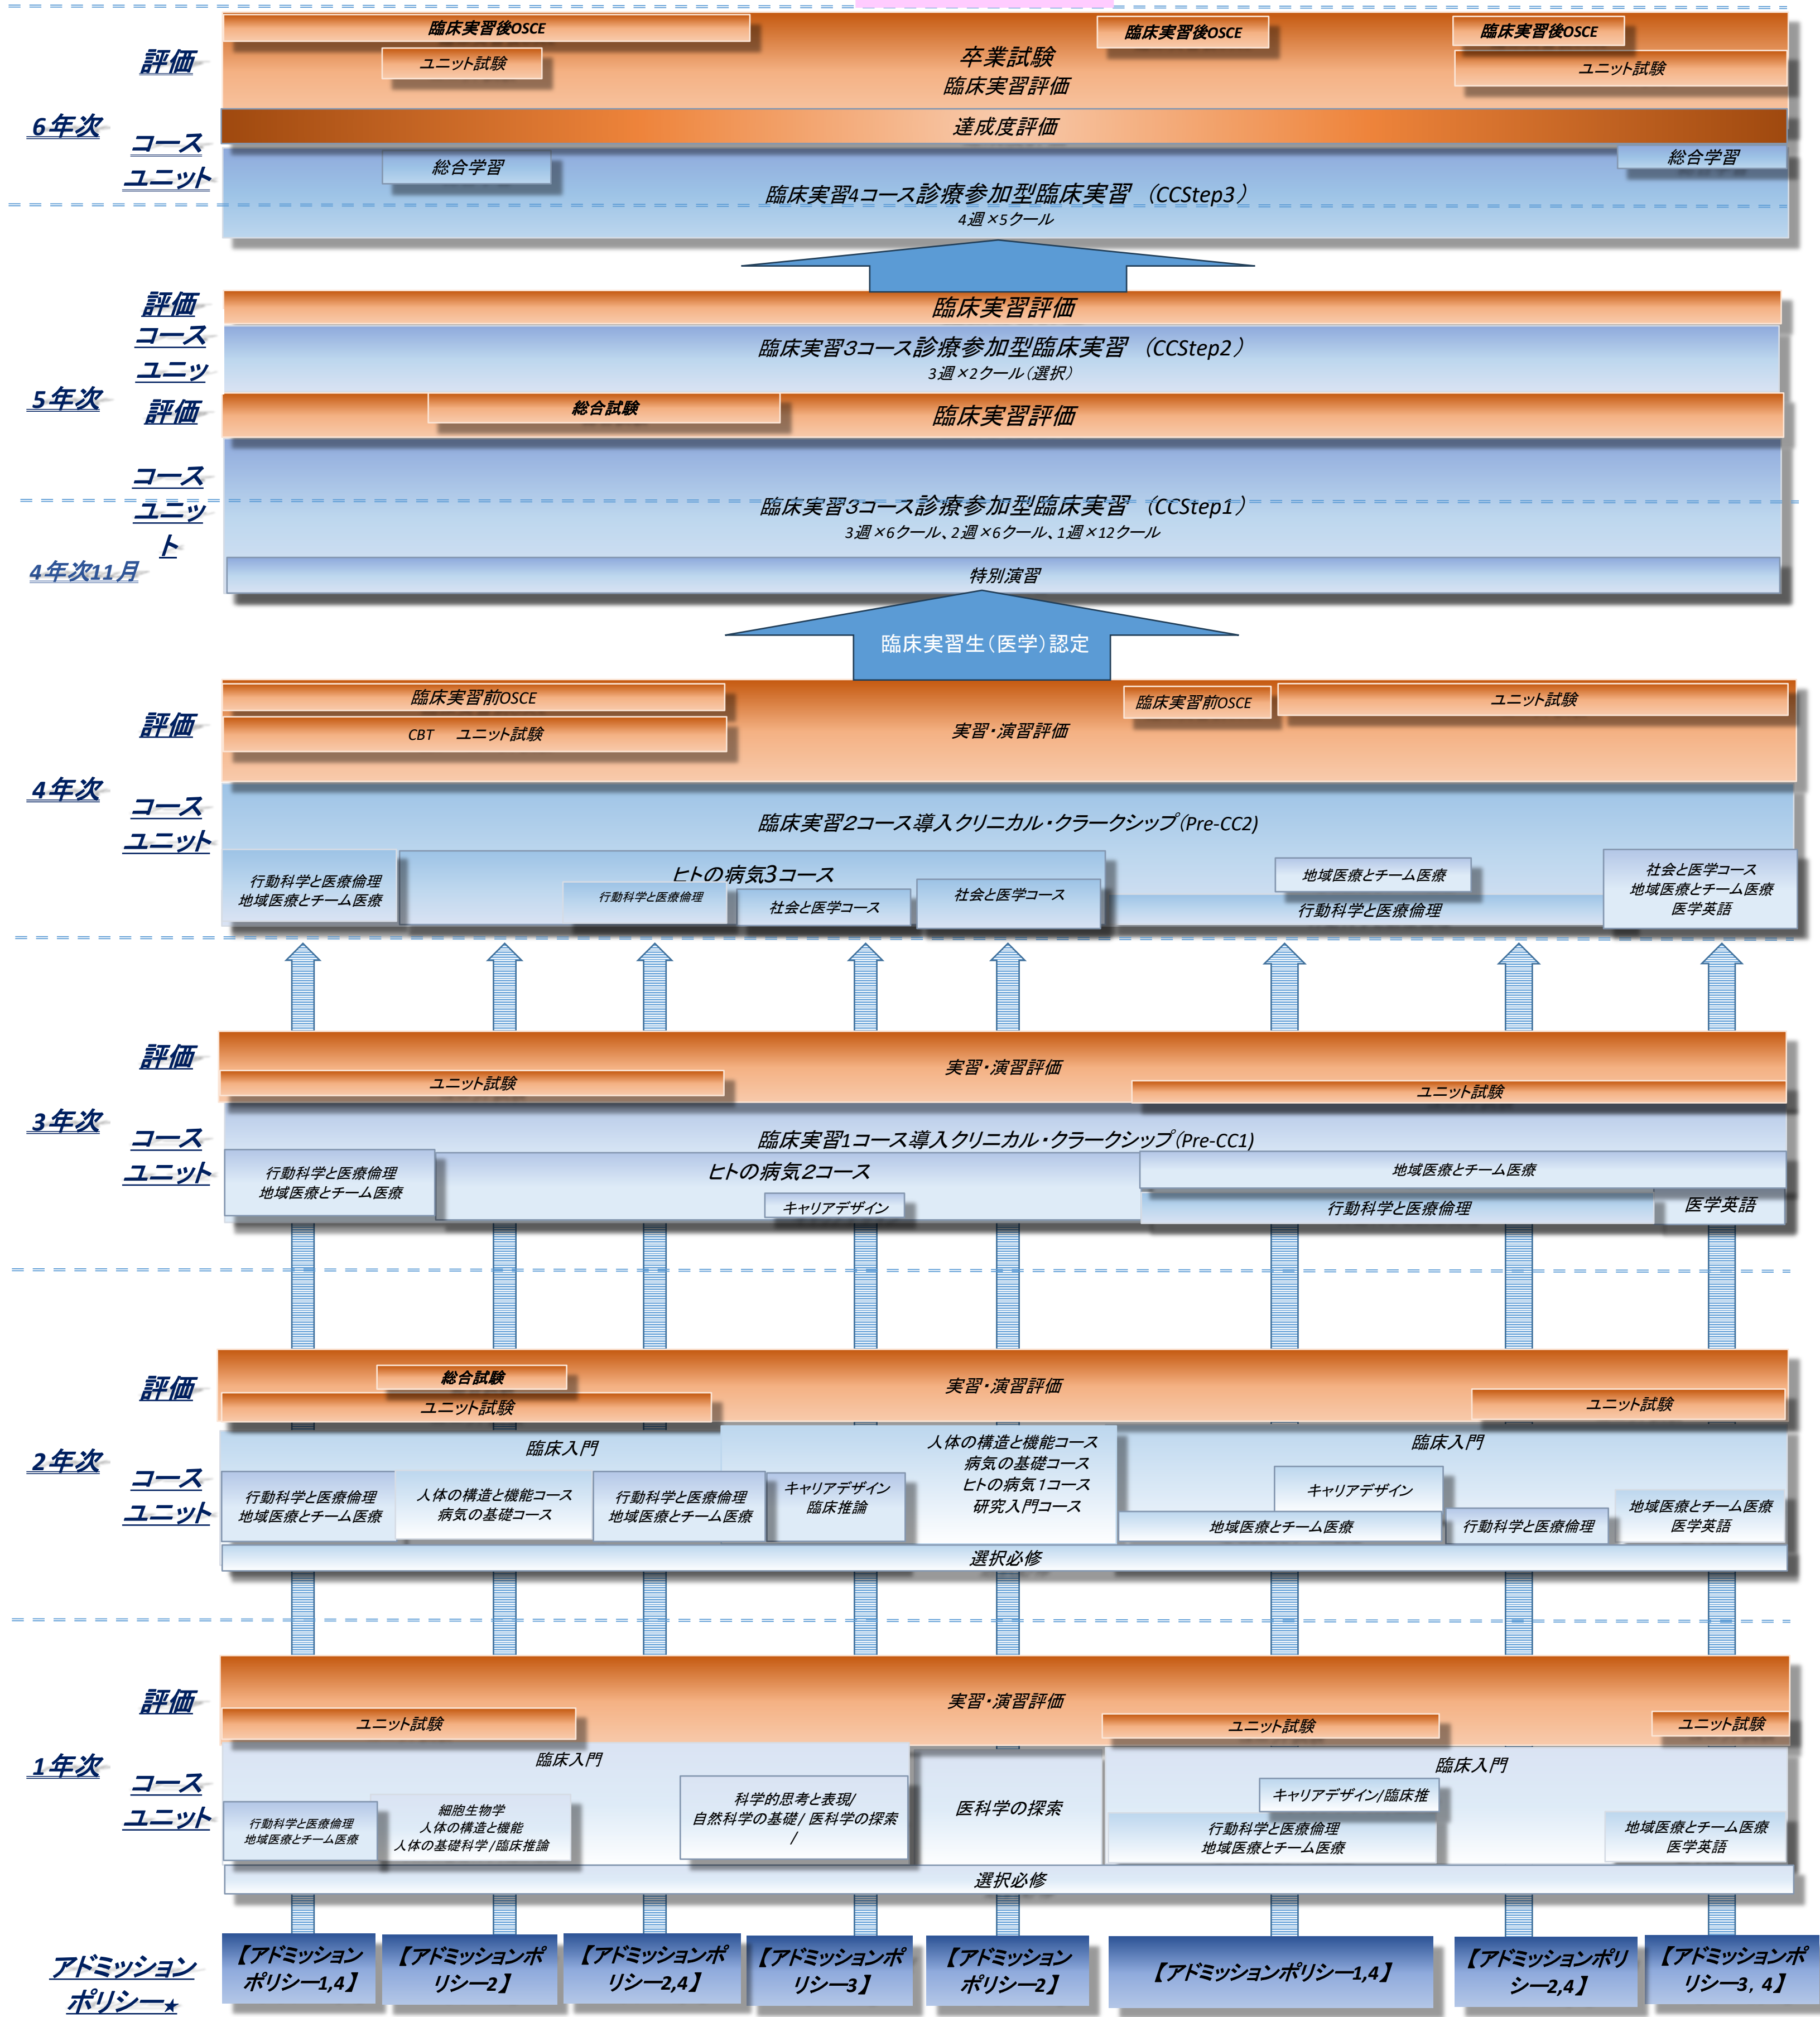 臨床実習後OSCE
臨床実習後OSCE
臨床実習後OSCE
評価
ユニット試験
卒業試験
臨床実習評価
ユニット試験
6年次
達成度評価
コース
ユニット
総合学習
総合学習
臨床実習4コース診療参加型臨床実習 （CCStep3）
4週×5クール
評価
臨床実習評価
コース
ユニッ
臨床実習3コース診療参加型臨床実習 （CCStep2）
3週×2クール（選択）
5年次
評価
総合試験
臨床実習評価
コース
ユニッ
ト
臨床実習3コース診療参加型臨床実習 （CCStep1）
3週×6クール、2週×6クール、1週×12クール
4年次11月
特別演習
臨床実習生（医学）認定
臨床実習前OSCE
臨床実習前OSCE
ユニット試験
評価
CBT ユニット試験
実習・演習評価
4年次
コース
ユニット
臨床実習2コース導入クリニカル・クラークシップ(Pre-CC2)
行動科学と医療倫理
地域医療とチーム医療
ヒトの病気3コース
行動科学と医療倫理
社会と医学コース
社会と医学コース
地域医療とチーム医療
行動科学と医療倫理
社会と医学コース
地域医療とチーム医療
医学英語
評価
実習・演習評価
ユニット試験
ユニット試験
3年次
コース
ユニット
臨床実習1コース導入クリニカル・クラークシップ(Pre-CC1)
行動科学と医療倫理
地域医療とチーム医療
ヒトの病気2コース
キャリアデザイン
地域医療とチーム医療
行動科学と医療倫理
医学英語
評価
総合試験
ユニット試験
実習・演習評価
ユニット試験
2年次
コース
ユニット
臨床入門
行動科学と医療倫理
地域医療とチーム医療
人体の構造と機能コース
病気の基礎コース
行動科学と医療倫理
地域医療とチーム医療
キャリアデザイン
臨床推論
人体の構造と機能コース
病気の基礎コース
ヒトの病気1コース
研究入門コース
臨床入門
キャリアデザイン
地域医療とチーム医療
行動科学と医療倫理
地域医療とチーム医療
医学英語
選択必修
評価
実習・演習評価
ユニット試験
ユニット試験
ユニット試験
1年次
コース
ユニット
臨床入門
行動科学と医療倫理
地域医療とチーム医療
細胞生物学
人体の構造と機能
人体の基礎科学/臨床推論
科学的思考と表現/
自然科学の基礎/医科学の探索
/
医科学の探索
臨床入門
キャリアデザイン/臨床推
行動科学と医療倫理
地域医療とチーム医療
地域医療とチーム医療
医学英語
選択必修
アドミッション
ポリシー★
【アドミッション
ポリシー1,4】
【アドミッションポ
リシー2】
【アドミッションポ
リシー2,4】
【アドミッションポ
リシー3】
【アドミッション
ポリシー2】
【アドミッションポリシー1,4】
【アドミッションポリ
シー2,4】
【アドミッションポ
リシー3, 4】